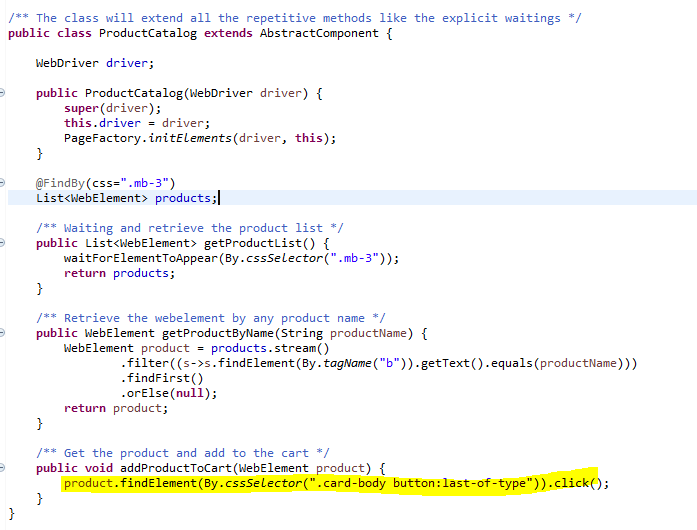 /** The class will extend all the repetitive methods like the explicit waitings */
public class ProductCatalog extends AbstractComponent {
WebDriver driver;
public ProductCatalog(WebDriver driver) {
super(driver);
this.driver = driver;
PageFactory.initElements(driver, this);
}
@FindBy(css=".mb-3")
List<WebElement> products;
/** Waiting and retrieve the product list */
public List<WebElement> getProductList() {
waitForElementToAppear(By.cssSelector(".mb-3"));
return products;
}
/** Retrieve the webelement by any product name */
public WebElement getProductByName(String productName) {
WebElement product = products.stream()
.filter((s->s.findElement(By.tagName("b")).getText().equals(productName)))
.findFirst()
.orElse(null);
return product;
}
/** Get the product and add to the cart */
public void addProductToCart(WebElement product) {
product.findElement(By.cssSelector(".card-body button:last-of-type")).click();
}
}